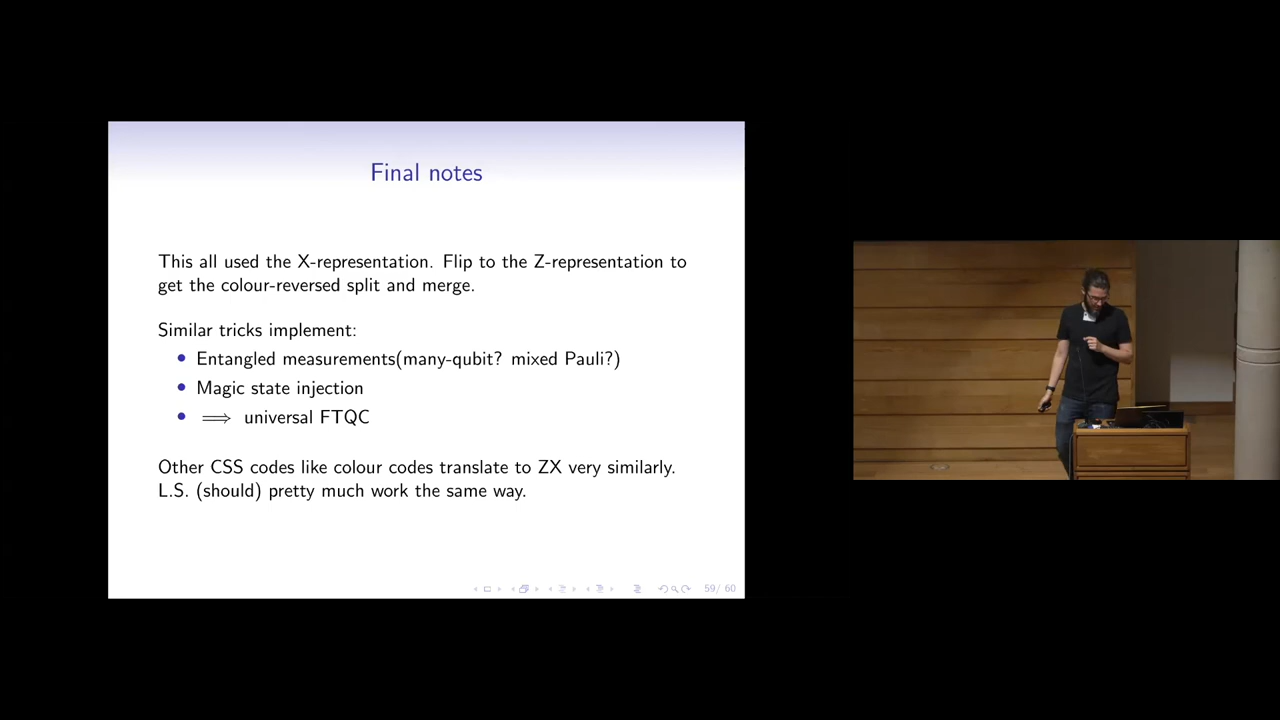 Final notes
This all used the X-representation. Flip to the Z-representation to
get the colour-reversed split and merge.
Similar tricks implement:
• Entangled measurements(many-qubit? mixed Pauli?)
• Magic state injection
• ⟹ universal FTQC
Other CSS codes like colour codes translate to ZX very similarly.
L.S. (should) pretty much work the same way.
59/60